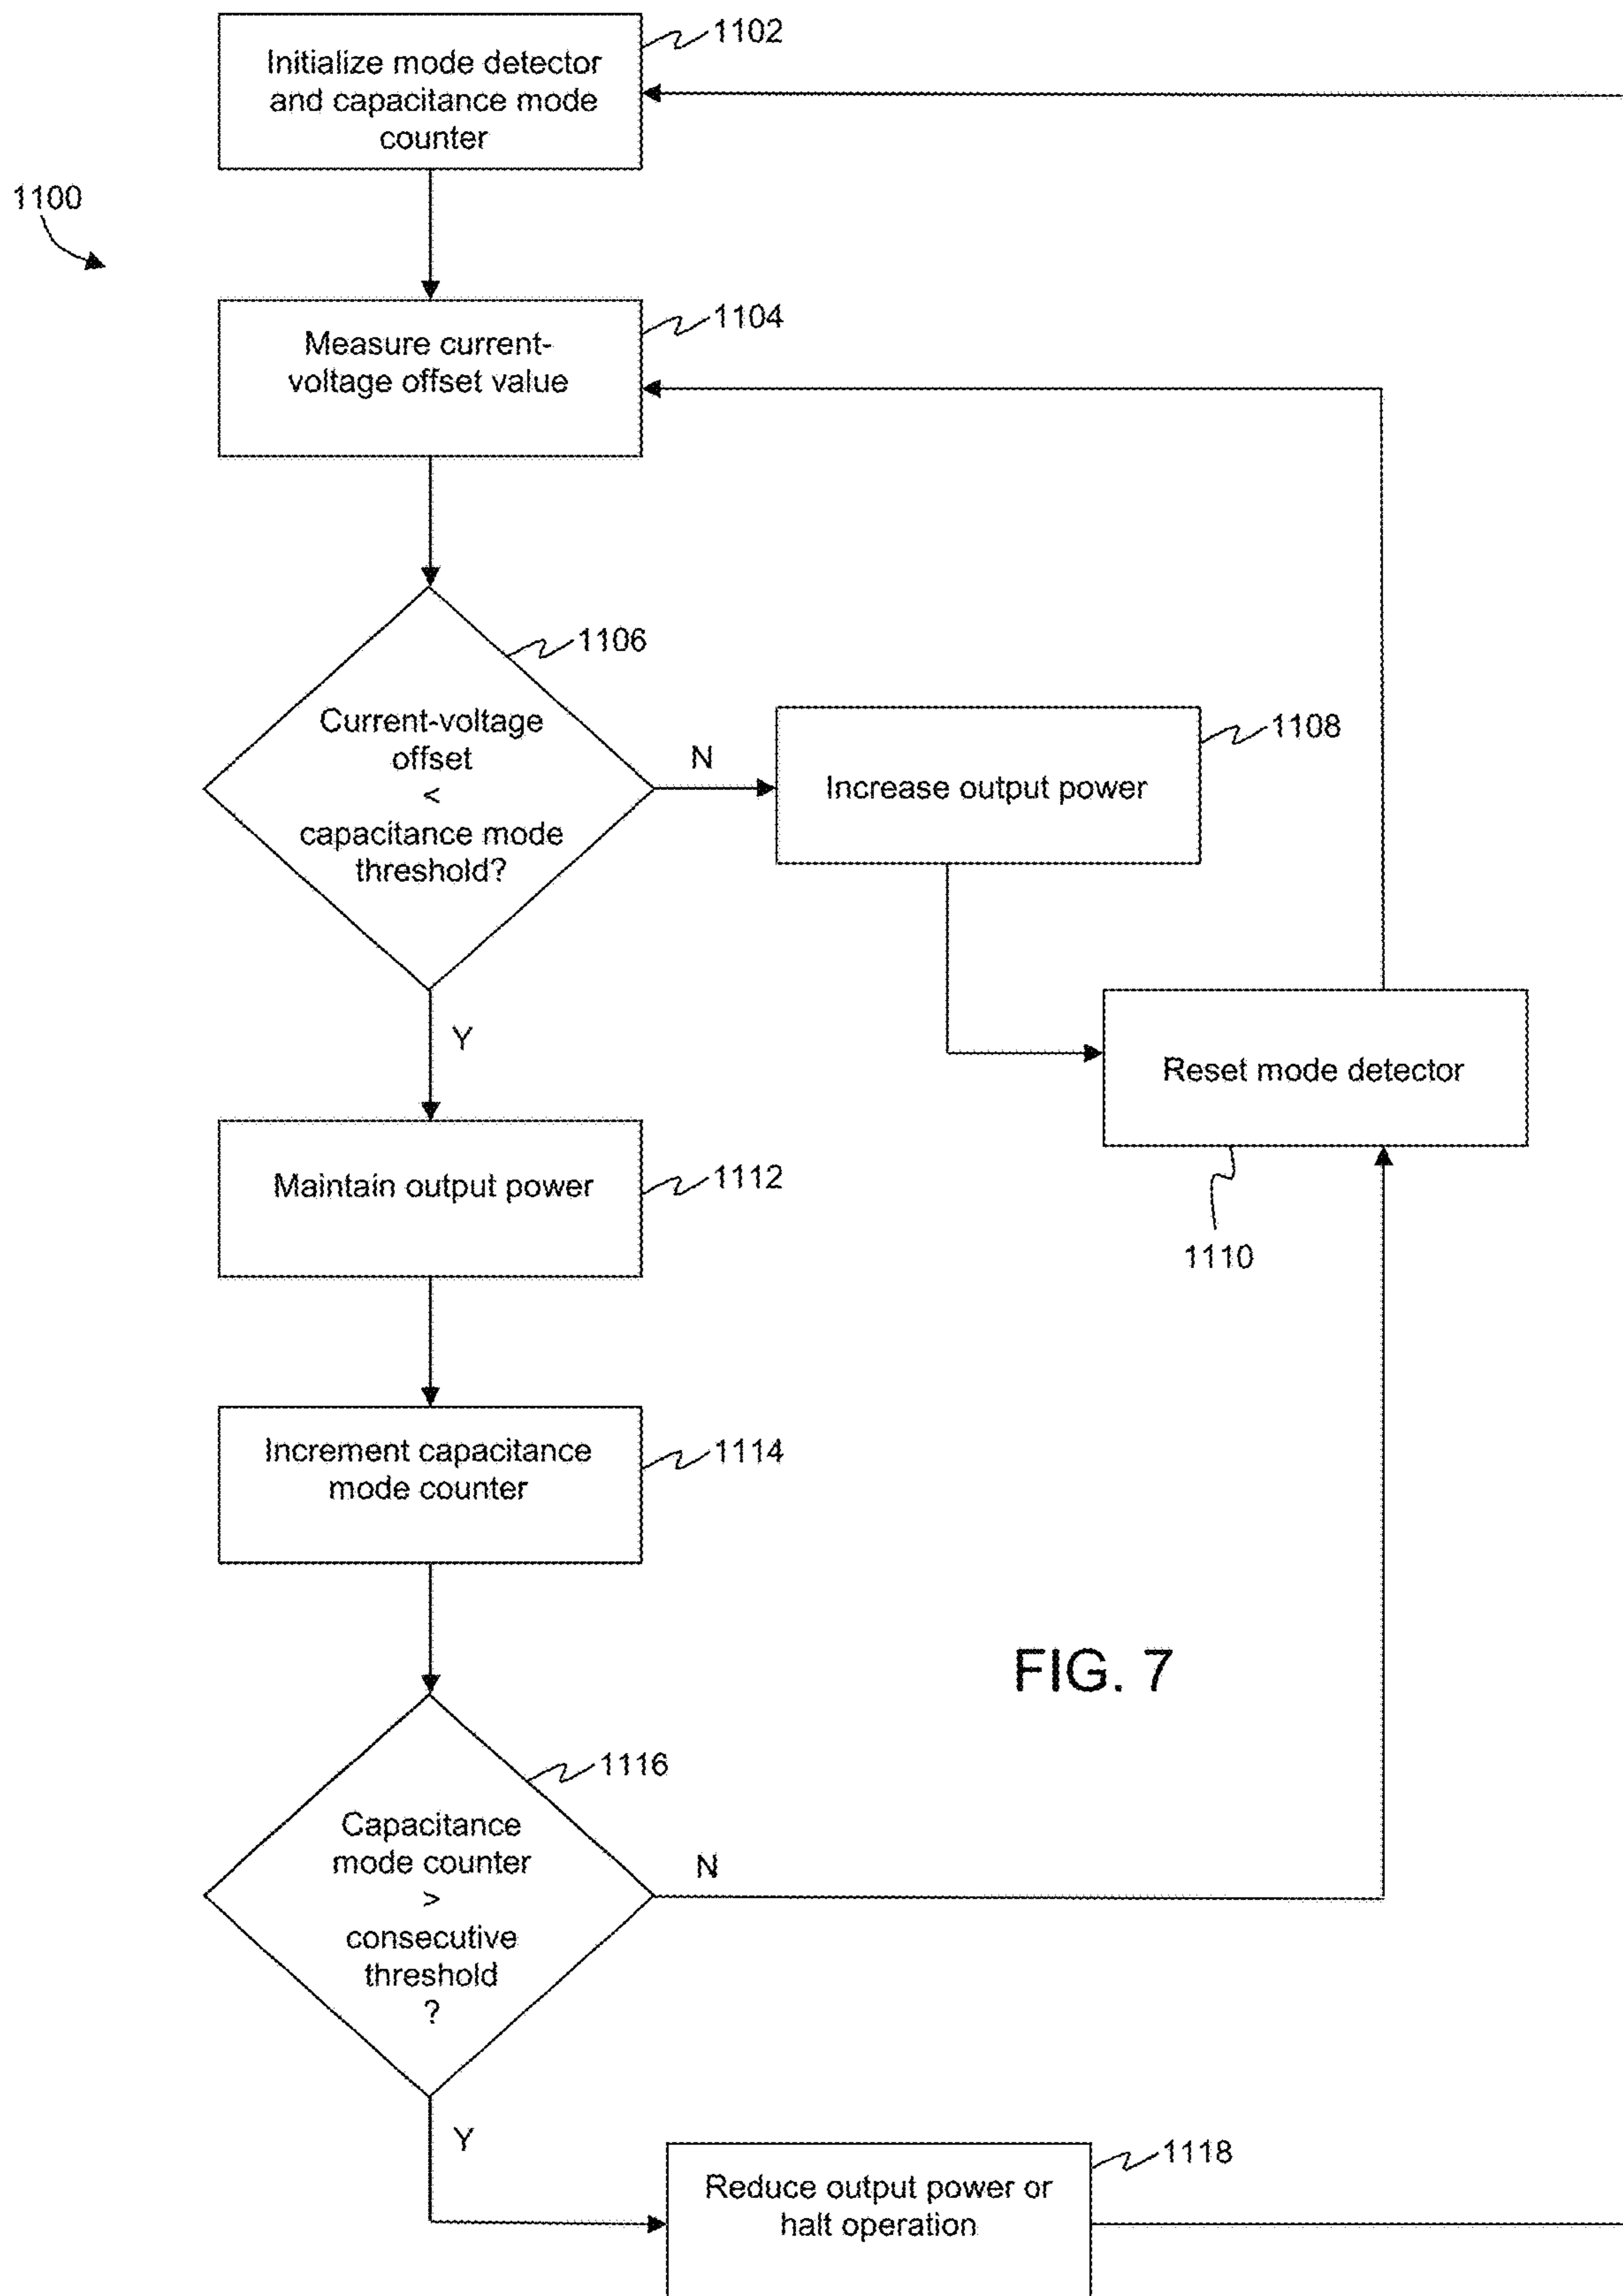 1102
Initialize mode detector
and capacitance mode
counter
1100
1104
Measure current-
voltage offset value
1106
Current-voltage
offset
<
capacitance mode
threshold?
N
1108
Increase output power
Y
Reset mode detector
1110
Maintain output power
1112
Increment capacitance
mode counter
1114
FIG. 7
1116
Capacitance
mode counter
>
consecutive
threshold
?
N
Y
1118
Reduce output power or
halt operation